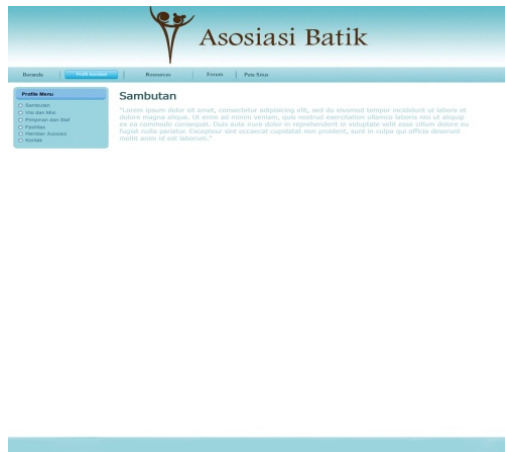 Asosiasi Batik
Beranda Profil Asosiasi Resources Forum Peta Situs
Profile Menu
Sambutan
Visi dan Misi
Pimpinan dan Staf
Fasilitas
Member Asosiasi
Kontak
Sambutan
"Lorem ipsum dolor sit amet, consectetur adipisicing elit, sed do eiusmod tempor incididunt ut labore et
dolore magna aliqua. Ut enim ad minim veniam, quis nostrud exercitation ullamco laboris nisi ut aliquip
ex ea commodo consequat. Duis aute irure dolor in reprehenderit in voluptate velit esse cillum dolore eu
fugiat nulla pariatur. Excepteur sint occaecat cupidatat non proident, sunt in culpa qui officia deserunt
mollit anim id est laborum."